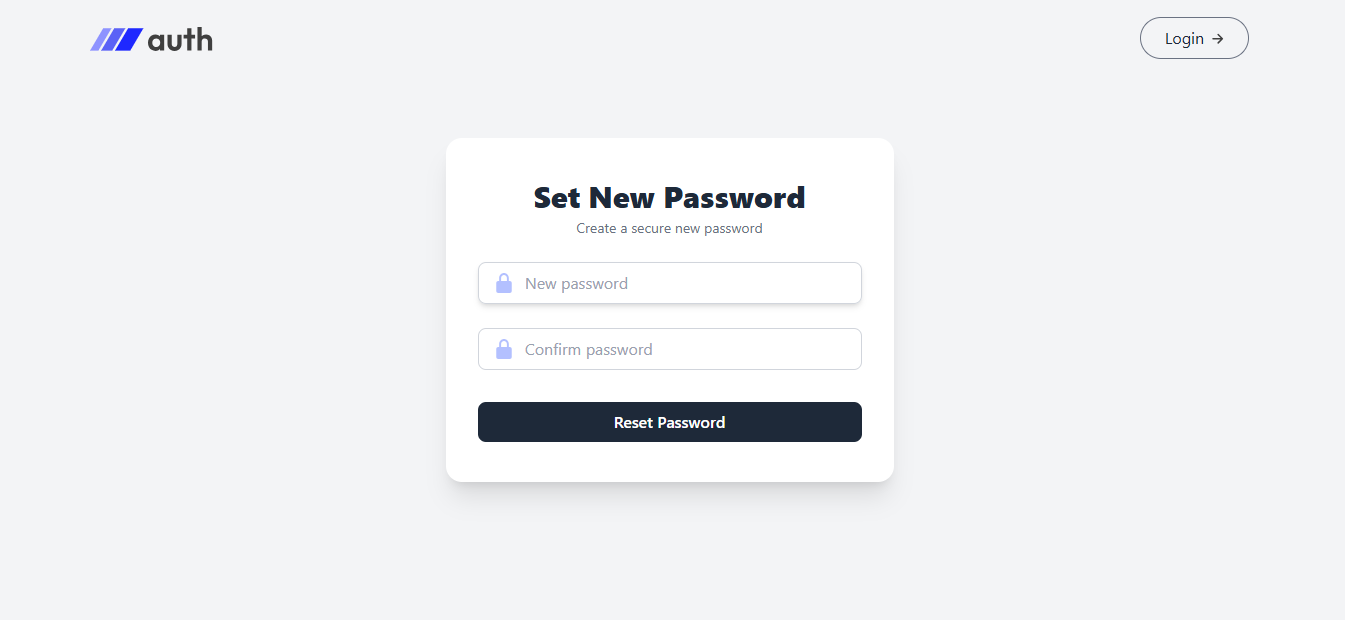 auth
Login →
Set New Password
Create a secure new password
New password
Confirm password
Reset Password